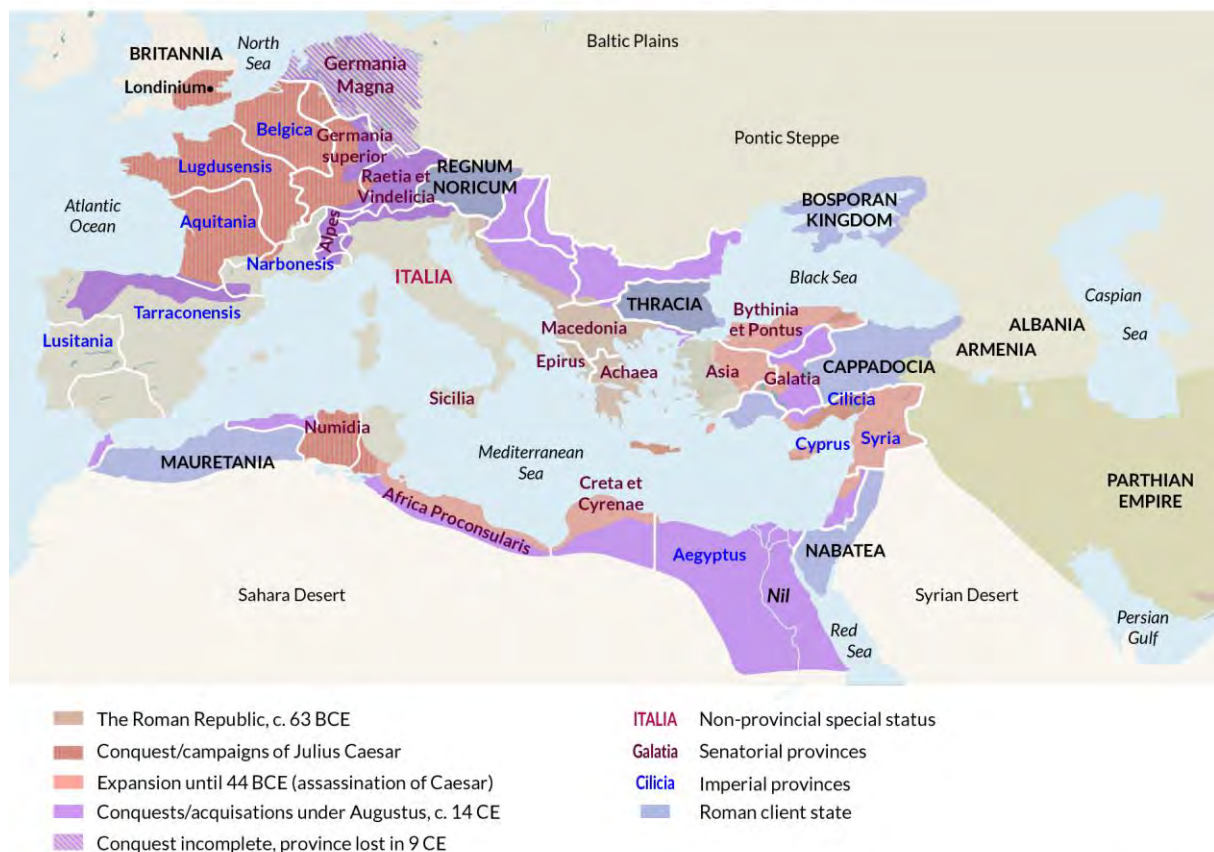 North
Sea
Baltic Plains
BRITANNIA
Londinium
Germania
Magna
Belgica
Germania
superior
Pontic Steppe
Lugdusensis
Raetia et
Vindelicia
REGNUM
NORICUM
Atlantic
Ocean
Aquitania
Alpes
BOSPORAN
KINGDOM
Narbonesis
ITALIA
Black Sea
Caspian
Sea
Tarraconensis
THRACIA
Bythinia
et Pontus
Lusitania
Macedonia
ALBANIA
ARMENIA
Epirus
Achaea
Asia
Galatia
CAPPADOCIA
Sicilia
Cilicia
Numidia
Cyprus
Syria
MAURETANIA
Mediterranean
Sea
PARTHIAN
EMPIRE
Creta et
Cyrenae
Africa Proconsularis
Aegyptus
NABATEA
Sahara Desert
Nil
Syrian Desert
Red
Sea
Persian
Gulf
The Roman Republic, c. 63 BCE
Conquest/campaigns of Julius Caesar
Expansion until 44 BCE (assassination of Caesar)
Conquests/acquisations under Augustus, c. 14 CE
Conquest incomplete, province lost in 9 CE
ITALIA Non-provincial special status
Galatia Senatorial provinces
Cilicia Imperial provinces
Roman client state